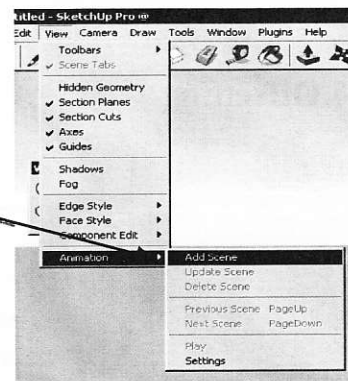 titled - SketchUp Pro
Edit View Camera Draw Tools Window Plugins Help
Toolbars
Scene Tabs
Hidden Geometry
Section Planes
Section Cuts
Axes
Guides
Shadows
Fog
Edge Style
Face Style
Component Edit
Animation
Add Scene
Update Scene
Delete Scene
Previous Scene PageUp
Next Scene PageDown
Play
Settings